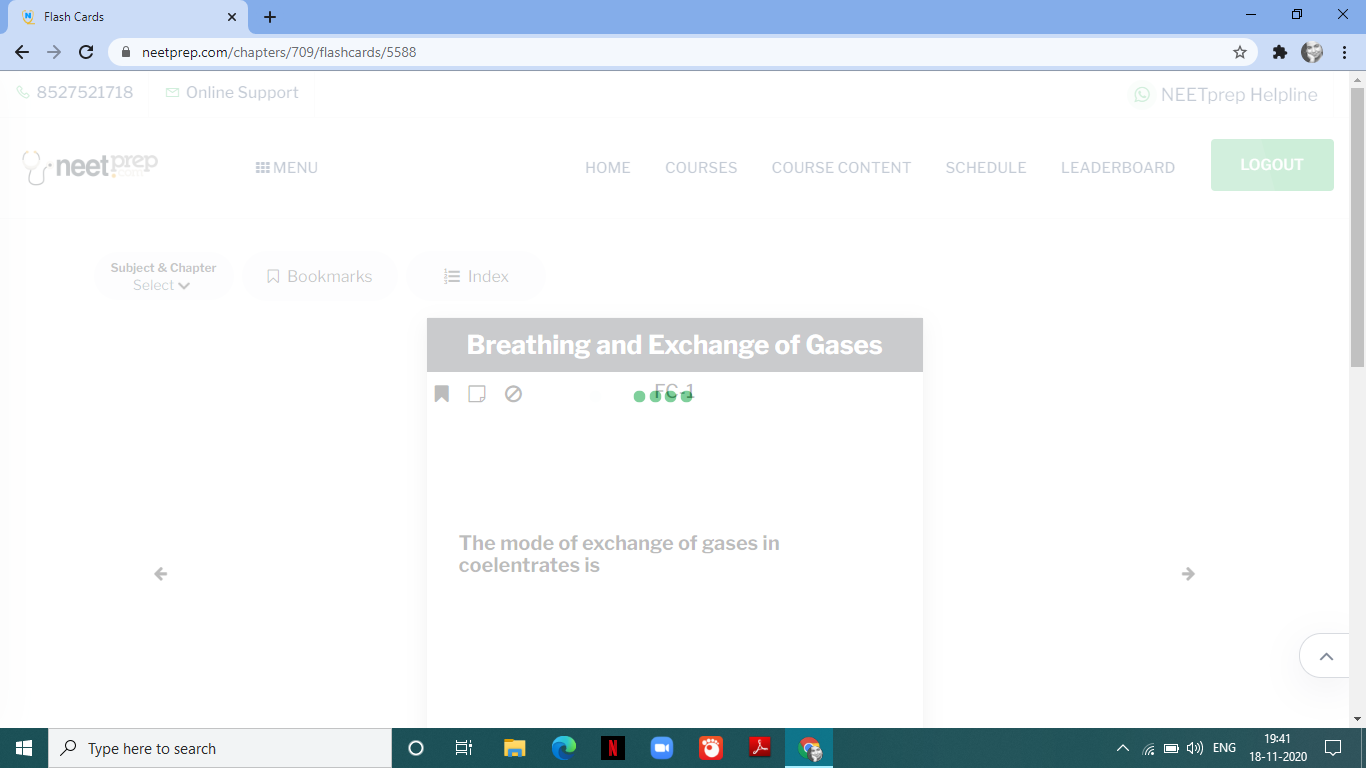 Flash Cards
neetprep.com/chapters/709/flashcards/5588
8527521718
Online Support
NEETprep Helpline
neetprep
.com
MENU
HOME
COURSES
COURSE CONTENT
SCHEDULE
LEADERBOARD
LOGOUT
Subject & Chapter
Select
Bookmarks
Index
Breathing and Exchange of Gases
FC-1
The mode of exchange of gases in
coelentrates is
Type here to search
ENG
19:41
18-11-2020